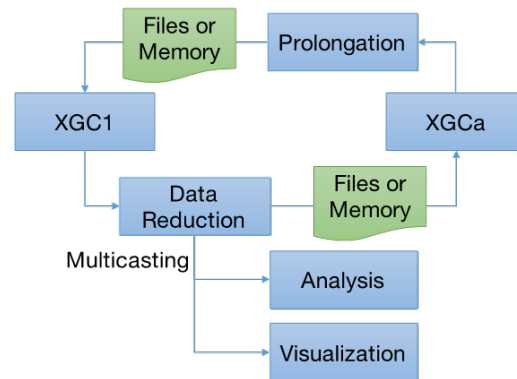 Files or
Memory
Prolongation
XGC1
XGCa
Data
Reduction
Files or
Memory
Multicasting
Analysis
Visualization